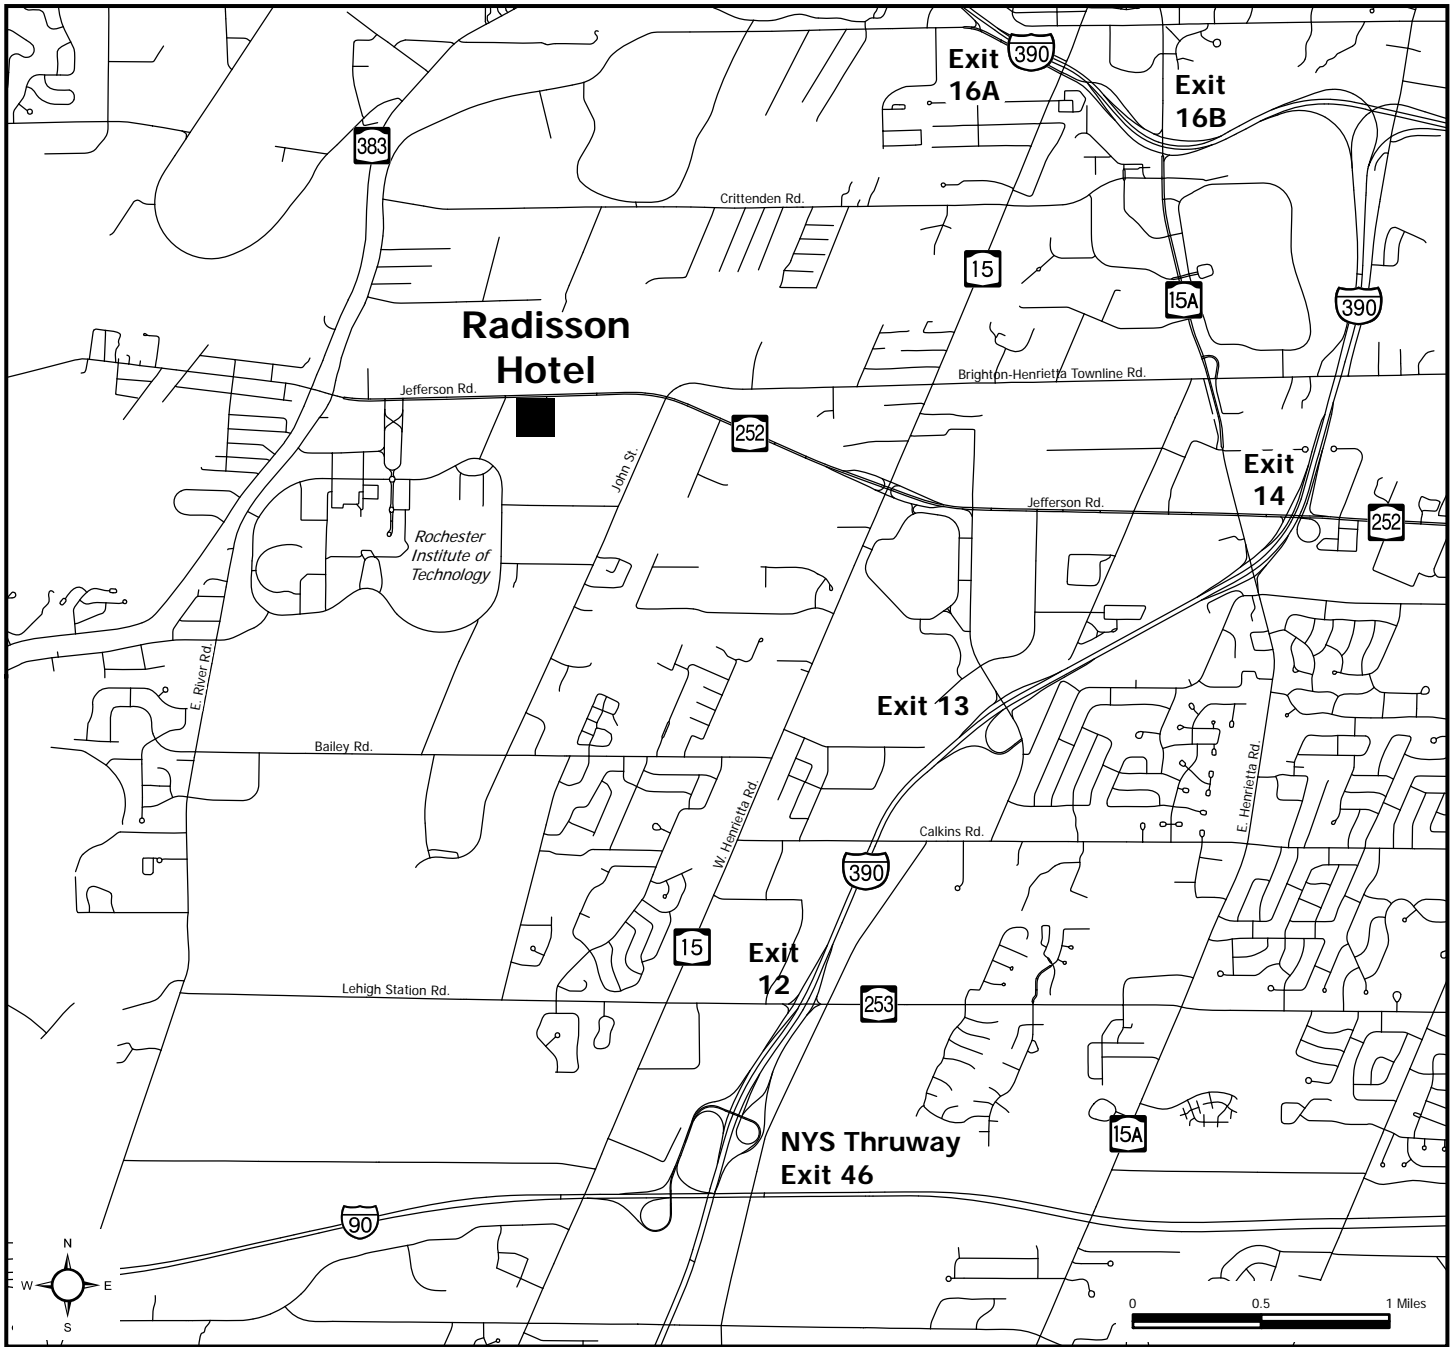 390
Exit
16A
Exit
16B
383
Crittenden Rd.
15
15A
390
Radisson
Hotel
Jefferson Rd.
Brighton-Henrietta Townline Rd.
252
John St.
Exit
14
Jefferson Rd.
252
Rochester
Institute of
Technology
E. River Rd.
Exit 13
Bailey Rd.
W. Henrietta Rd.
E. Henrietta Rd.
Calkins Rd.
390
15
Exit
12
Lehigh Station Rd.
253
NYS Thruway
Exit 46
15A
90
N
W
E
S
0 0.5 1 Miles